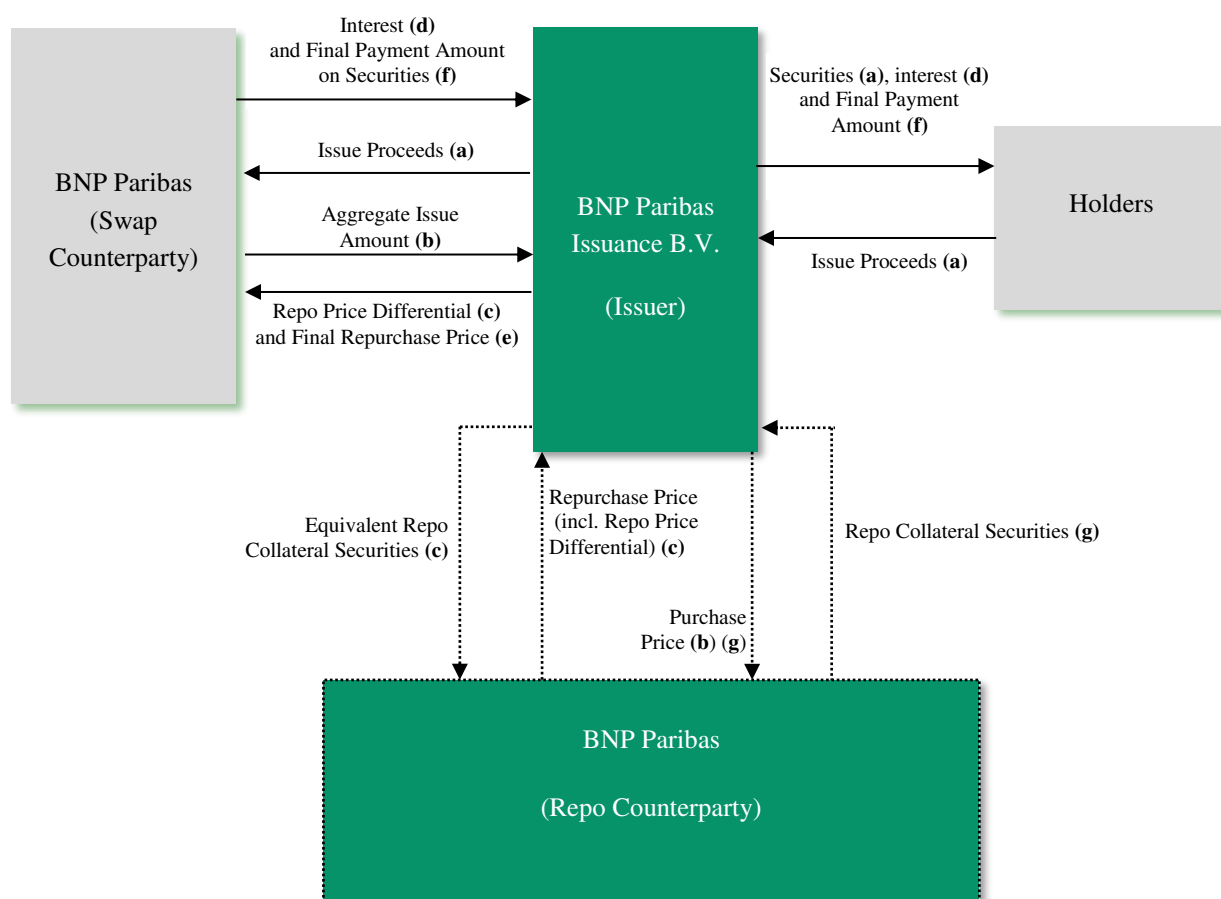 Interest (d)
and Final Payment Amount
on Securities (f)
Issue Proceeds (a)
Aggregate Issue
Amount (b)
Repo Price Differential (c)
and Final Repurchase Price (e)
BNP Paribas
(Swap
Counterparty)
BNP Paribas
Issuance B.V.
(Issuer)
Securities (a), interest (d)
and Final Payment
Amount (f)
Issue Proceeds (a)
Holders
Equivalent Repo
Collateral Securities (c)
Repurchase Price
(incl. Repo Price
Differential) (c)
Purchase
Price (b) (g)
Repo Collateral Securities (g)
BNP Paribas
(Repo Counterparty)